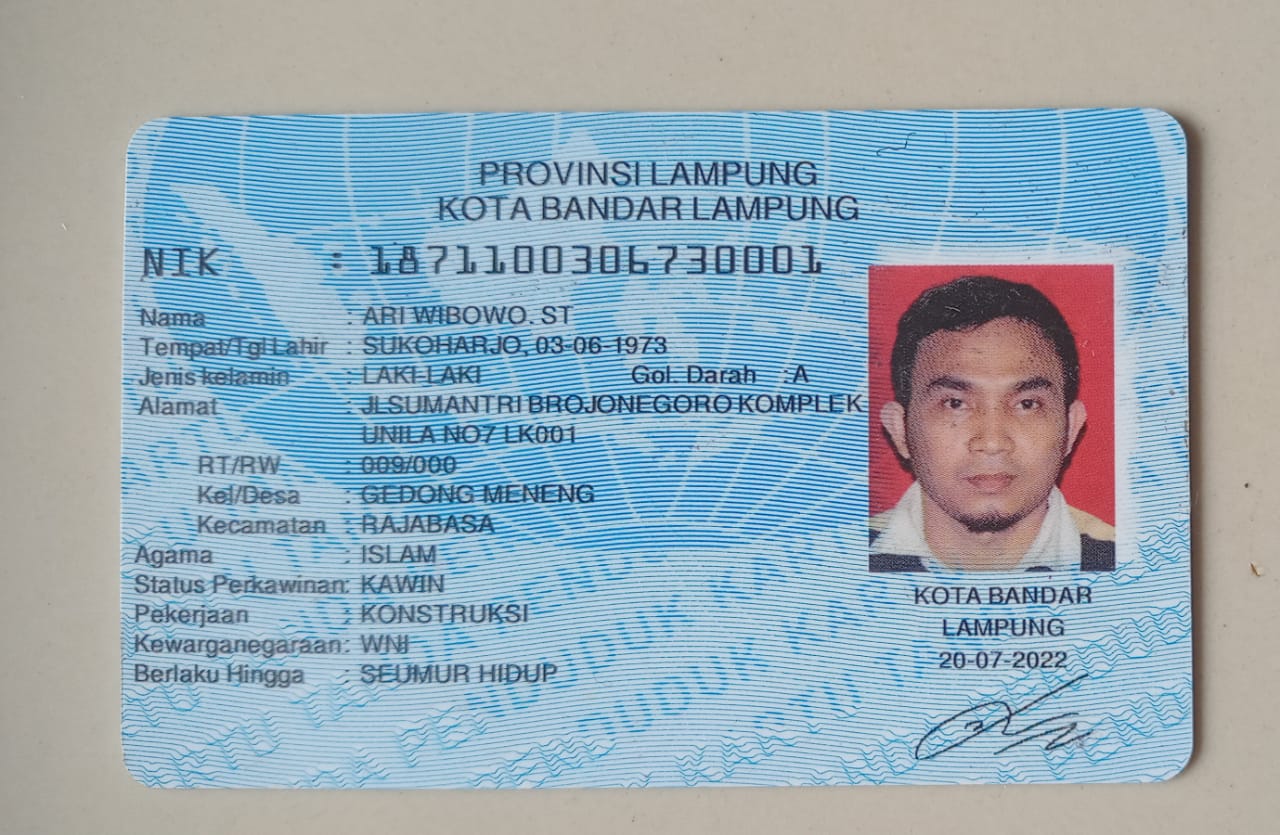 PROVINSI LAMPUNG
KOTA BANDAR LAMPUNG
NIK : 1871100306730001
Nama : ARI WIBOWO. ST
Tempat/Tgl Lahir : SUKOHARJO, 03-06-1973
Jenis kelamin : LAKI-LAKI Gol. Darah : A
Alamat : JLSUMANTRI BROJONEGORO KOMPLEK
UNILA NO7 LK001
RT/RW : 009/000
Kel/Desa : GEDONG MENENG
Kecamatan : RAJABASA
Agama : ISLAM
Status Perkawinan: KAWIN
Pekerjaan : KONSTRUKSI
Kewarganegaraan: WNI
Berlaku Hingga : SEUMUR HIDUP
KOTA BANDAR
LAMPUNG
20-07-2022